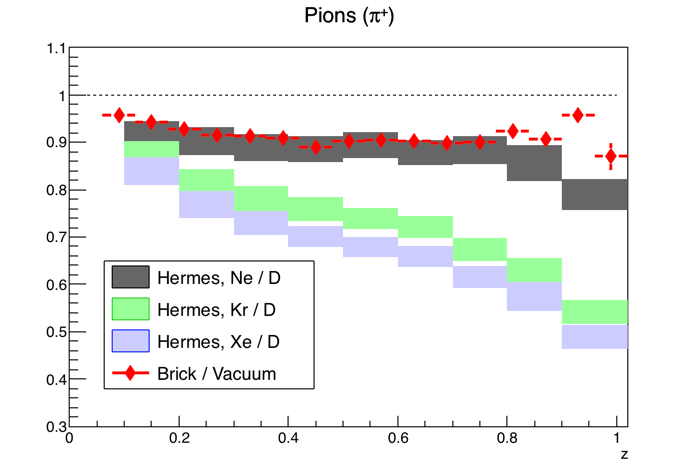 Pions (π⁺)
1.1
1
0.9
0.8
0.7
0.6
0.5
0.4
0.3
Hermes, Ne / D
Hermes, Kr / D
Hermes, Xe / D
Brick / Vacuum
0 0.2 0.4 0.6 0.8 1
z